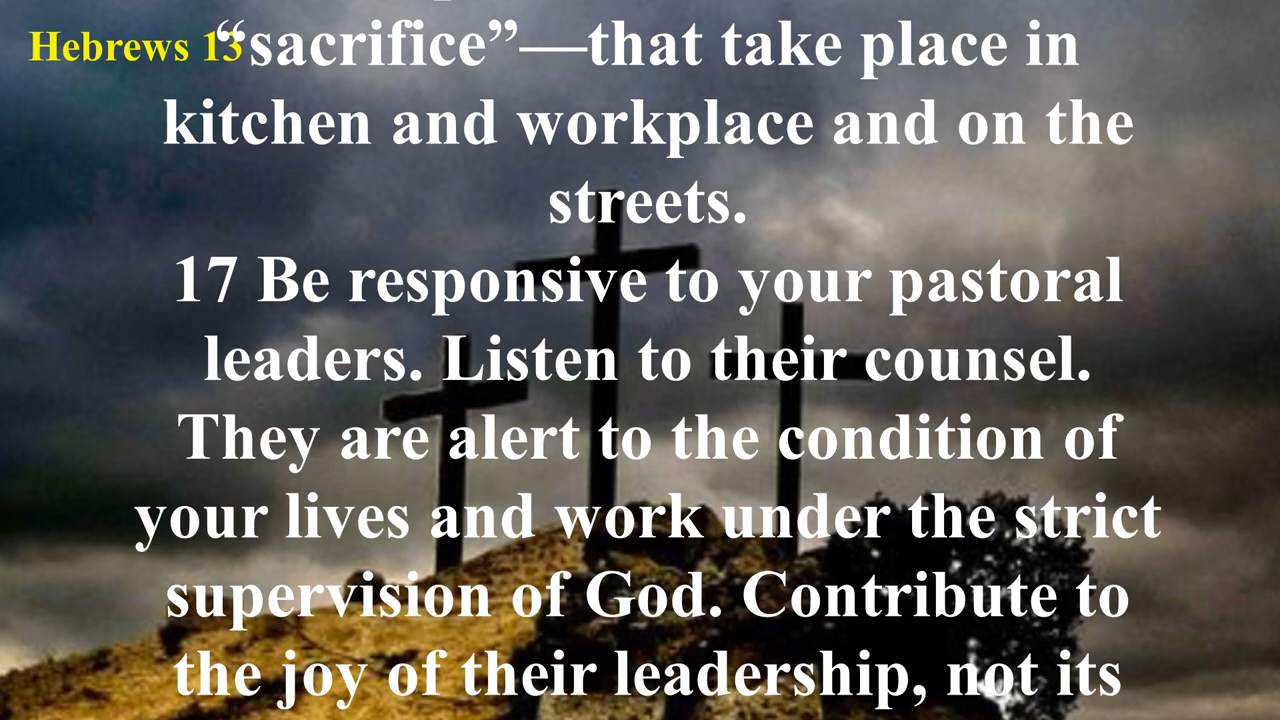 Hebrews 13
“sacrifice”—that take place in
kitchen and workplace and on the
streets.
17 Be responsive to your pastoral
leaders. Listen to their counsel.
They are alert to the condition of
your lives and work under the strict
supervision of God. Contribute to
the joy of their leadership, not its